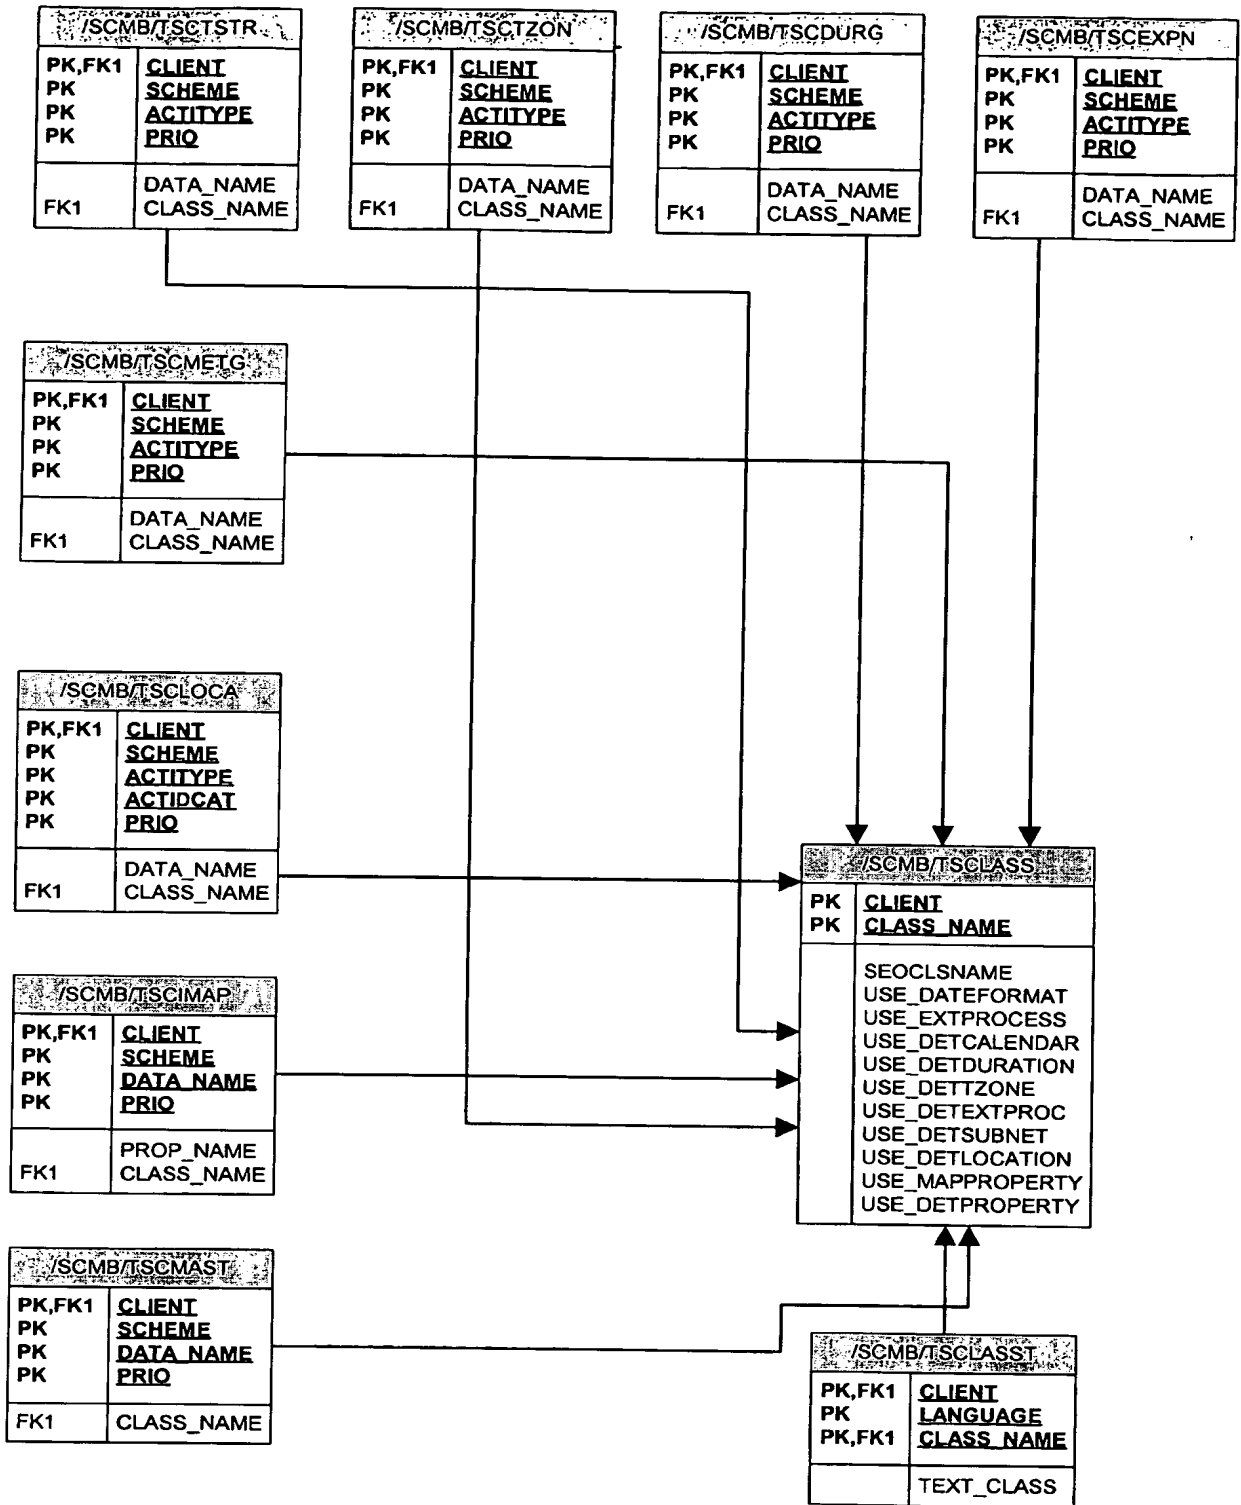 /SCMB/TSCTSTR
PK,FK1 CLIENT
PK SCHEME
PK ACTITYPE
PK PRIO
DATA_NAME
FK1 CLASS_NAME
/SCMB/TSCTZON
PK,FK1 CLIENT
PK SCHEME
PK ACTITYPE
PK PRIO
DATA_NAME
FK1 CLASS_NAME
/SCMB/TSCDURG
PK,FK1 CLIENT
PK SCHEME
PK ACTITYPE
PK PRIO
DATA_NAME
FK1 CLASS_NAME
/SCMB/TSCEXPN
PK,FK1 CLIENT
PK SCHEME
PK ACTITYPE
PK PRIO
DATA_NAME
FK1 CLASS_NAME
/SCMB/TSCMETG
PK,FK1 CLIENT
PK SCHEME
PK ACTITYPE
PK PRIO
DATA_NAME
FK1 CLASS_NAME
/SCMB/TSCLOCA
PK,FK1 CLIENT
PK SCHEME
PK ACTITYPE
PK ACTIDCAT
PK PRIO
DATA_NAME
FK1 CLASS_NAME
/SCMB/TSCLASS
PK CLIENT
PK CLASS_NAME
SEOCLSNAME
USE_DATEFORMAT
USE_EXTPROCESS
USE_DETCALENDAR
USE_DETDURATION
USE_DETTZONE
USE_DETEXTPROC
USE_DETSUBNET
USE_DETLOCATION
USE_MAPPROPERTY
USE_DETPROPERTY
/SCMB/TSCIMAP
PK,FK1 CLIENT
PK SCHEME
PK DATA_NAME
PK PRIO
PROP_NAME
FK1 CLASS_NAME
/SCMB/TSCMAST
PK,FK1 CLIENT
PK SCHEME
PK DATA_NAME
PK PRIO
FK1 CLASS_NAME
/SCMB/TSCLASST
PK,FK1 CLIENT
PK LANGUAGE
PK,FK1 CLASS_NAME
TEXT_CLASS